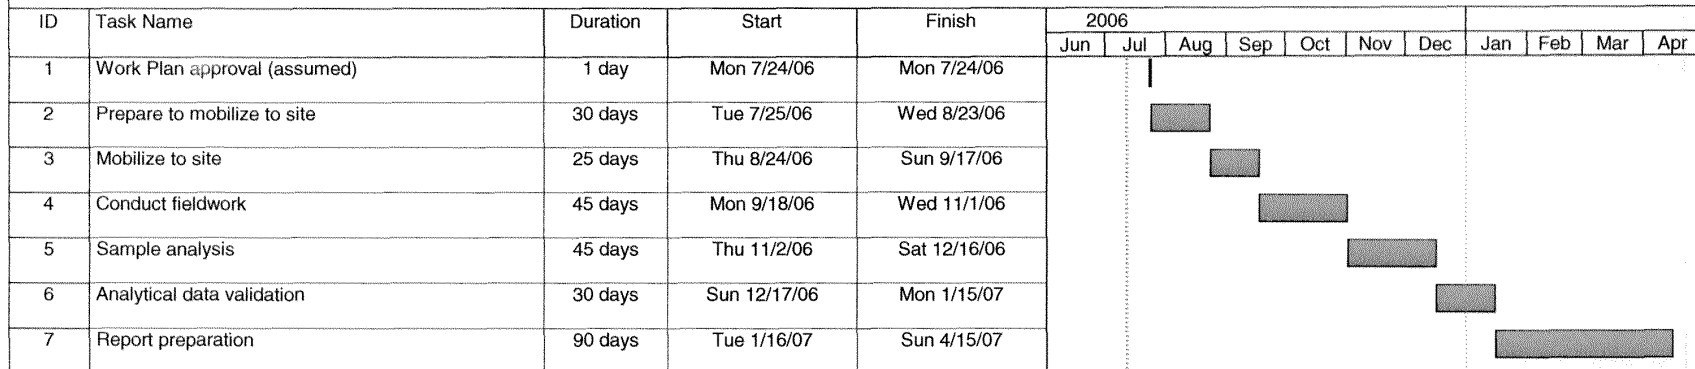 ID Task Name Duration Start Finish 2006
Jun Jul Aug Sep Oct Nov Dec Jan Feb Mar Apr
1 Work Plan approval (assumed) 1 day Mon 7/24/06 Mon 7/24/06
2 Prepare to mobilize to site 30 days Tue 7/25/06 Wed 8/23/06
3 Mobilize to site 25 days Thu 8/24/06 Sun 9/17/06
4 Conduct fieldwork 45 days Mon 9/18/06 Wed 11/1/06
5 Sample analysis 45 days Thu 11/2/06 Sat 12/16/06
6 Analytical data validation 30 days Sun 12/17/06 Mon 1/15/07
7 Report preparation 90 days Tue 1/16/07 Sun 4/15/07